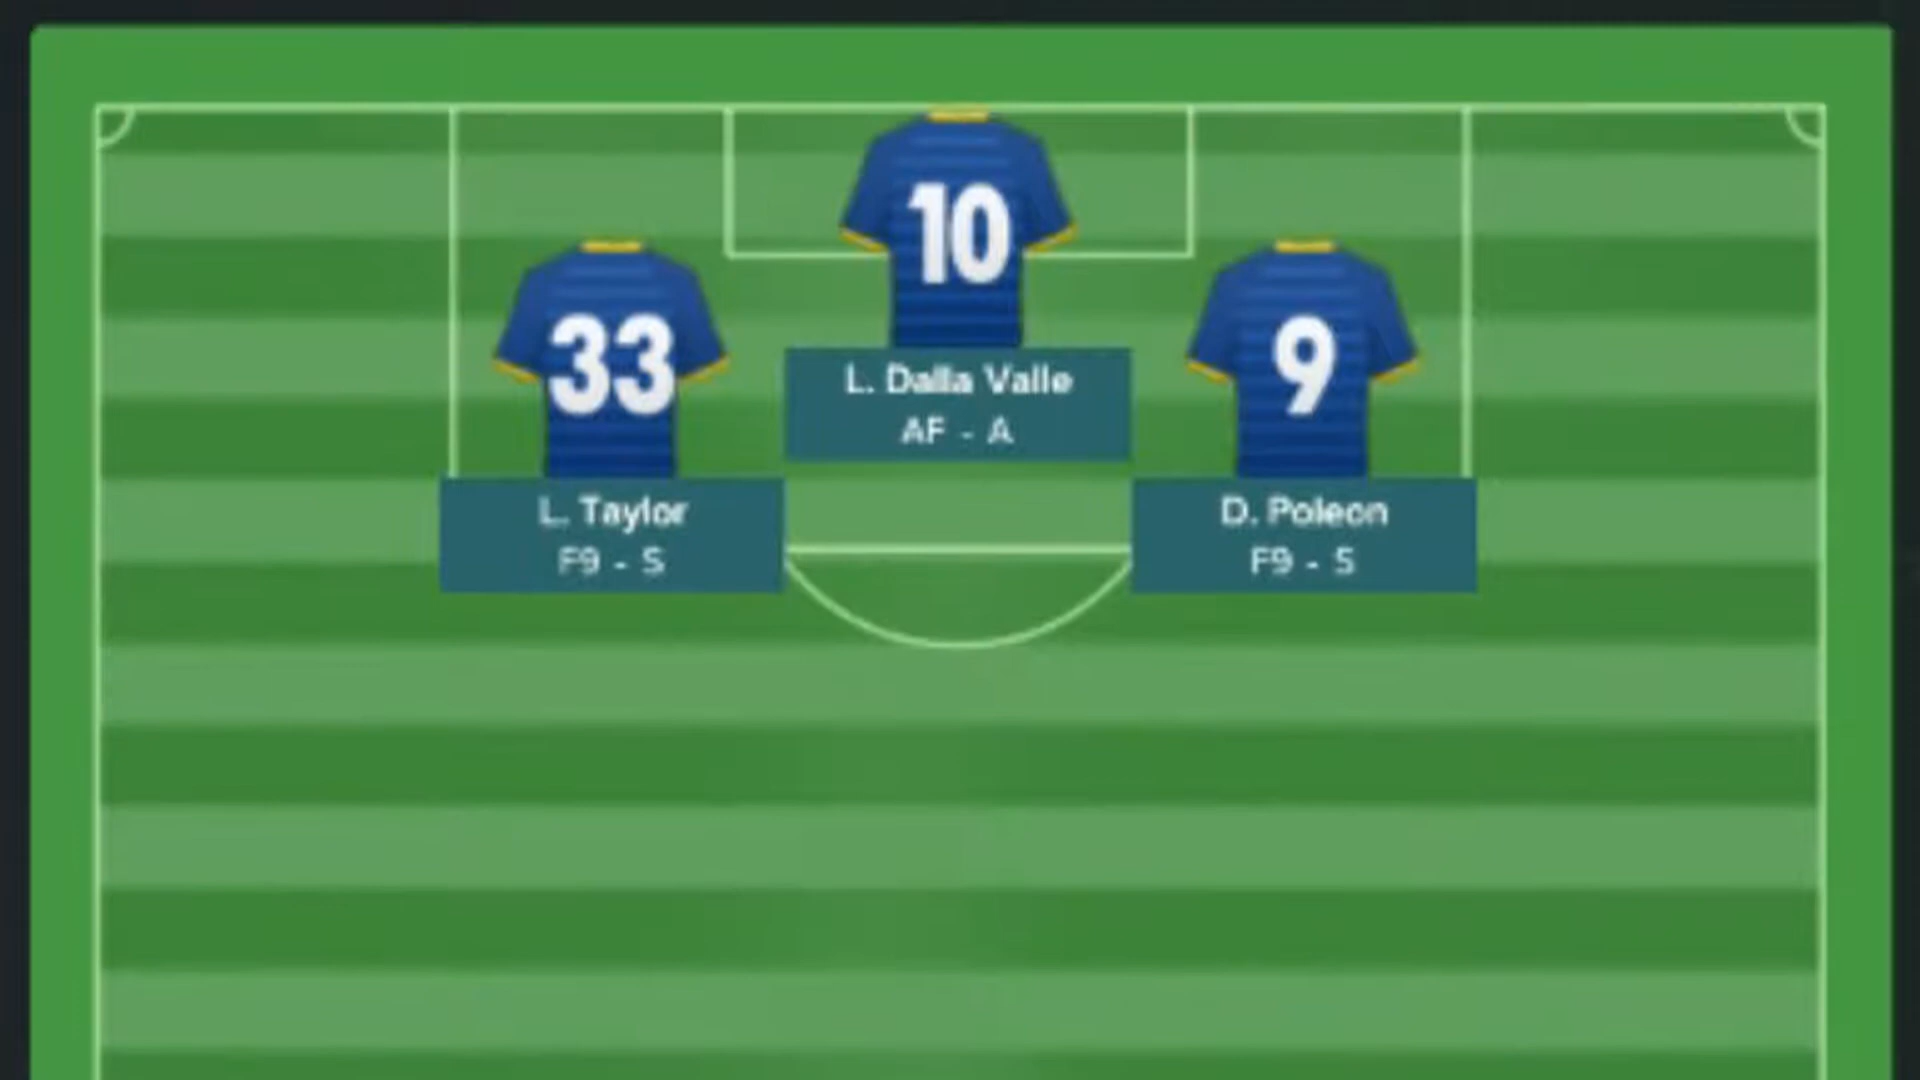 10
L. Dalla Valle
AF - A
33
L. Taylor
F9 - S
9
D. Poleon
F9 - S